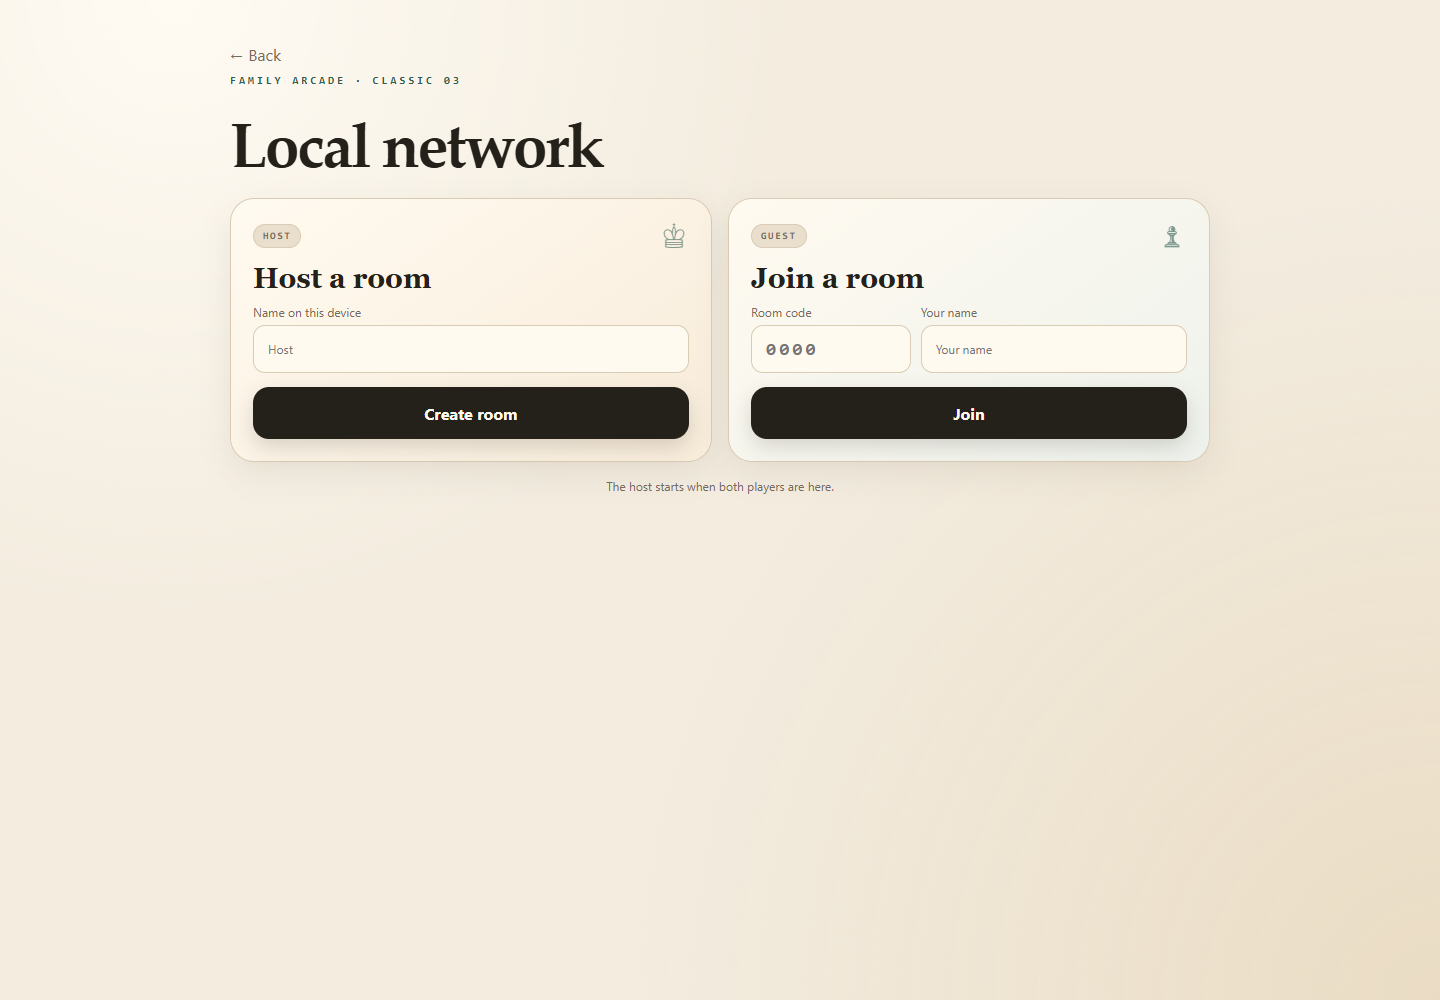 ← Back
FAMILY ARCADE · CLASSIC 03
Local network
HOST
Host a room
Name on this device
Host
Create room
GUEST
Join a room
Room code
Your name
0000
Your name
Join
The host starts when both players are here.